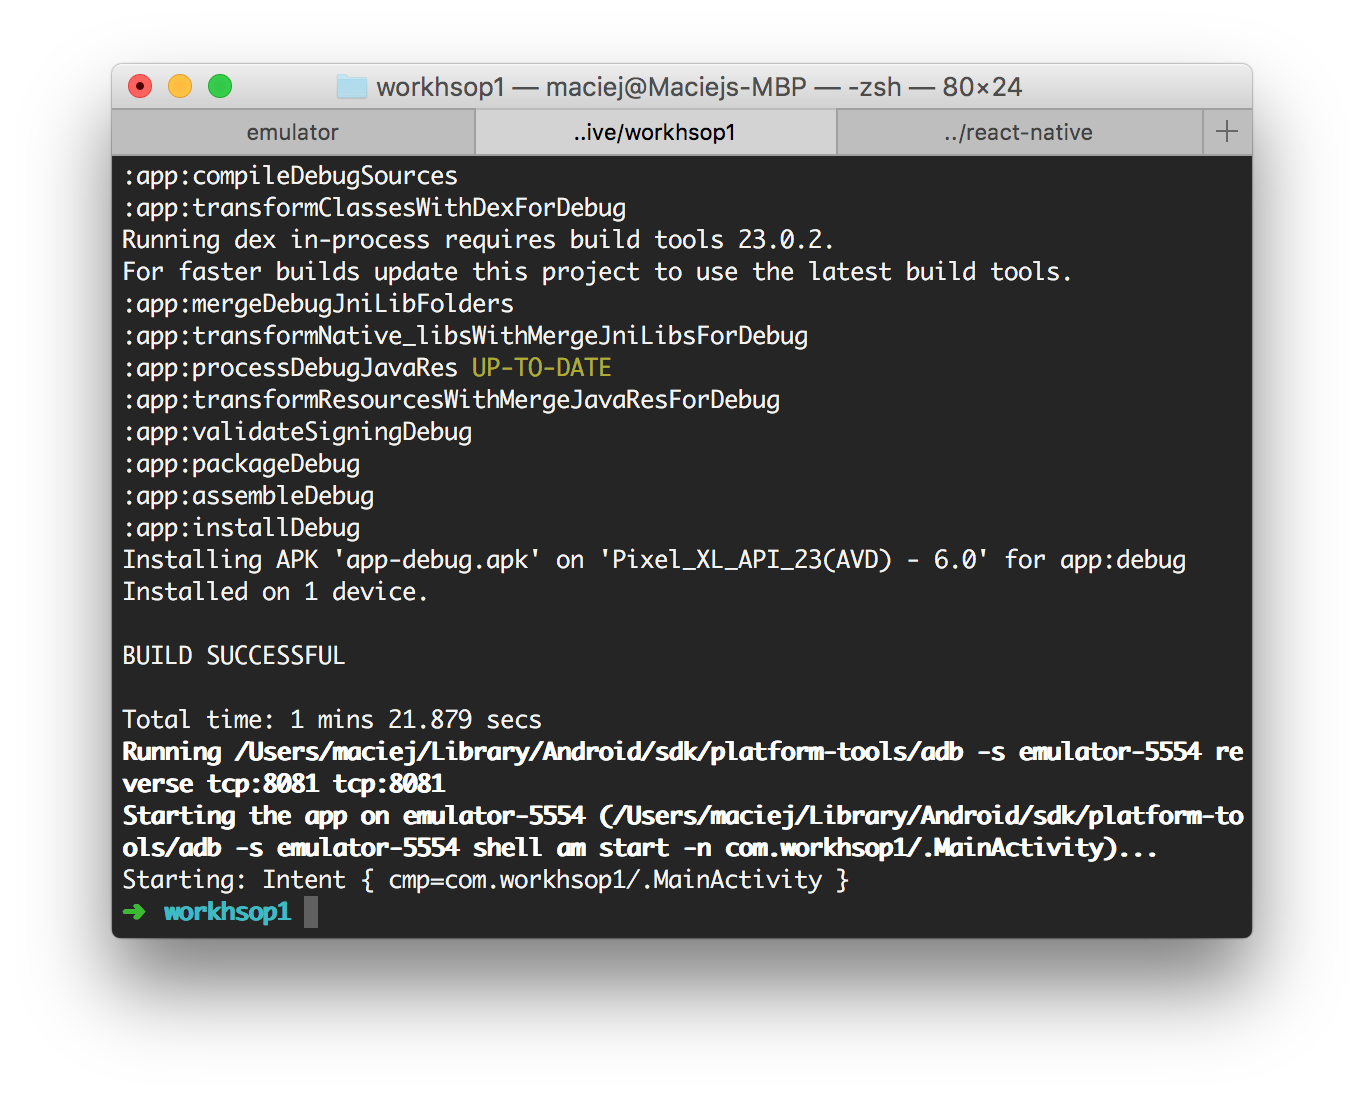 workhsop1 — maciej@Maciejs-MBP — -zsh — 80×24
emulator ..ive/workhsop1 ../react-native +
:app:compileDebugSources
:app:transformClassesWithDexForDebug
Running dex in-process requires build tools 23.0.2.
For faster builds update this project to use the latest build tools.
:app:mergeDebugJniLibFolders
:app:transformNative_libsWithMergeJniLibsForDebug
:app:processDebugJavaRes UP-TO-DATE
:app:transformResourcesWithMergeJavaResForDebug
:app:validateSigningDebug
:app:packageDebug
:app:assembleDebug
:app:installDebug
Installing APK 'app-debug.apk' on 'Pixel_XL_API_23(AVD) - 6.0' for app:debug
Installed on 1 device.
BUILD SUCCESSFUL
Total time: 1 mins 21.879 secs
Running /Users/maciej/Library/Android/sdk/platform-tools/adb -s emulator-5554 re
verse tcp:8081 tcp:8081
Starting the app on emulator-5554 (/Users/maciej/Library/Android/sdk/platform-to
ols/adb -s emulator-5554 shell am start -n com.workhsop1/.MainActivity)...
Starting: Intent { cmp=com.workhsop1/.MainActivity }
➜ workhsop1